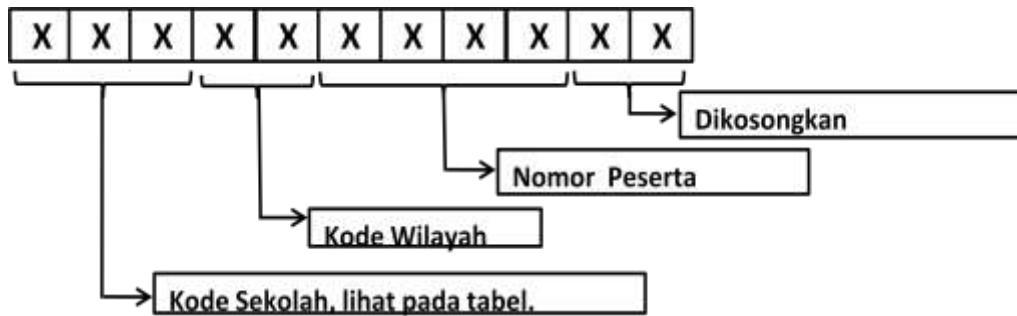 X X X X X X X X X X X
Dikosongkan
Nomor Peserta
Kode Wilayah
Kode Sekolah, lihat pada tabel.